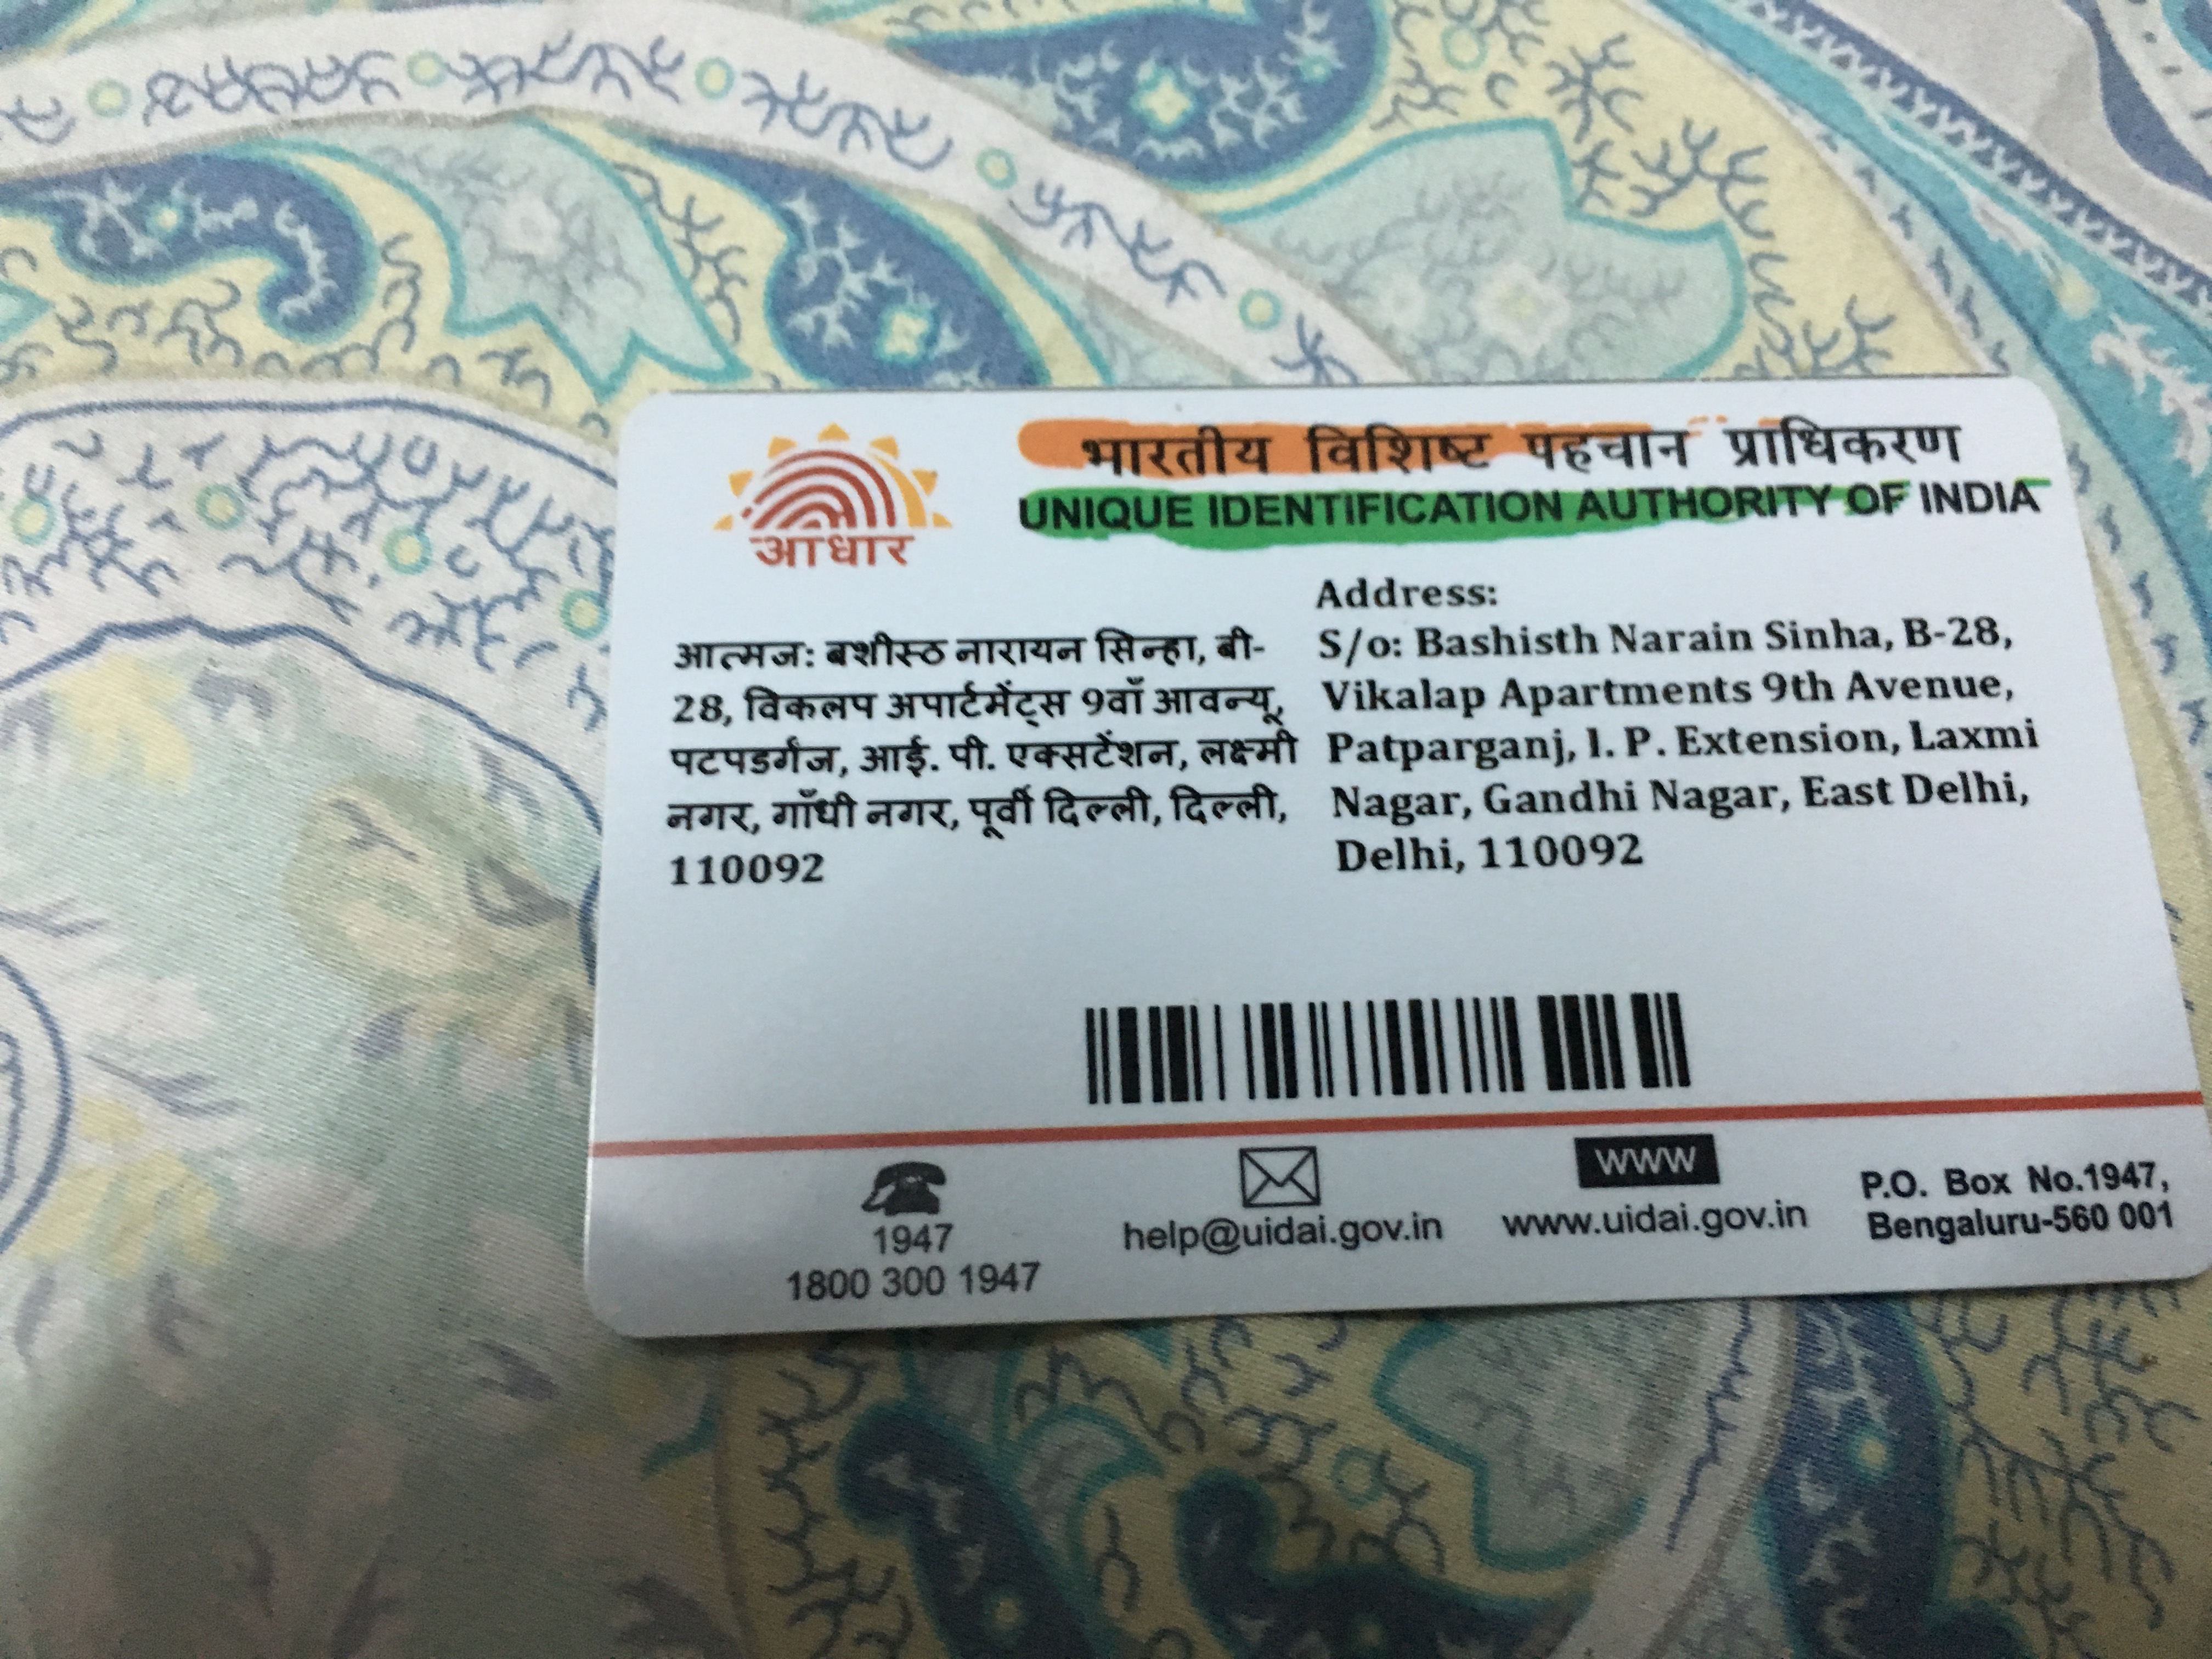 आधार
भारतीय विशिष्ट पहचान प्राधिकरण
UNIQUE IDENTIFICATION AUTHORITY OF INDIA
आत्मज: बशीस्ठ नारायन सिन्हा, बी-
28, विकलप अपार्टमेंट्स 9वाँ आवन्यू,
पटपडगंज, आई. पी. एक्सटेंशन, लक्ष्मी
नगर, गाँधी नगर, पूर्वी दिल्ली, दिल्ली,
110092
Address:
S/o: Bashisth Narain Sinha, B-28,
Vikalap Apartments 9th Avenue,
Patparganj, I. P. Extension, Laxmi
Nagar, Gandhi Nagar, East Delhi,
Delhi, 110092
1947
1800 300 1947
help@uidai.gov.in
WWW
www.uidai.gov.in
P.O. Box No.1947,
Bengaluru-560 001